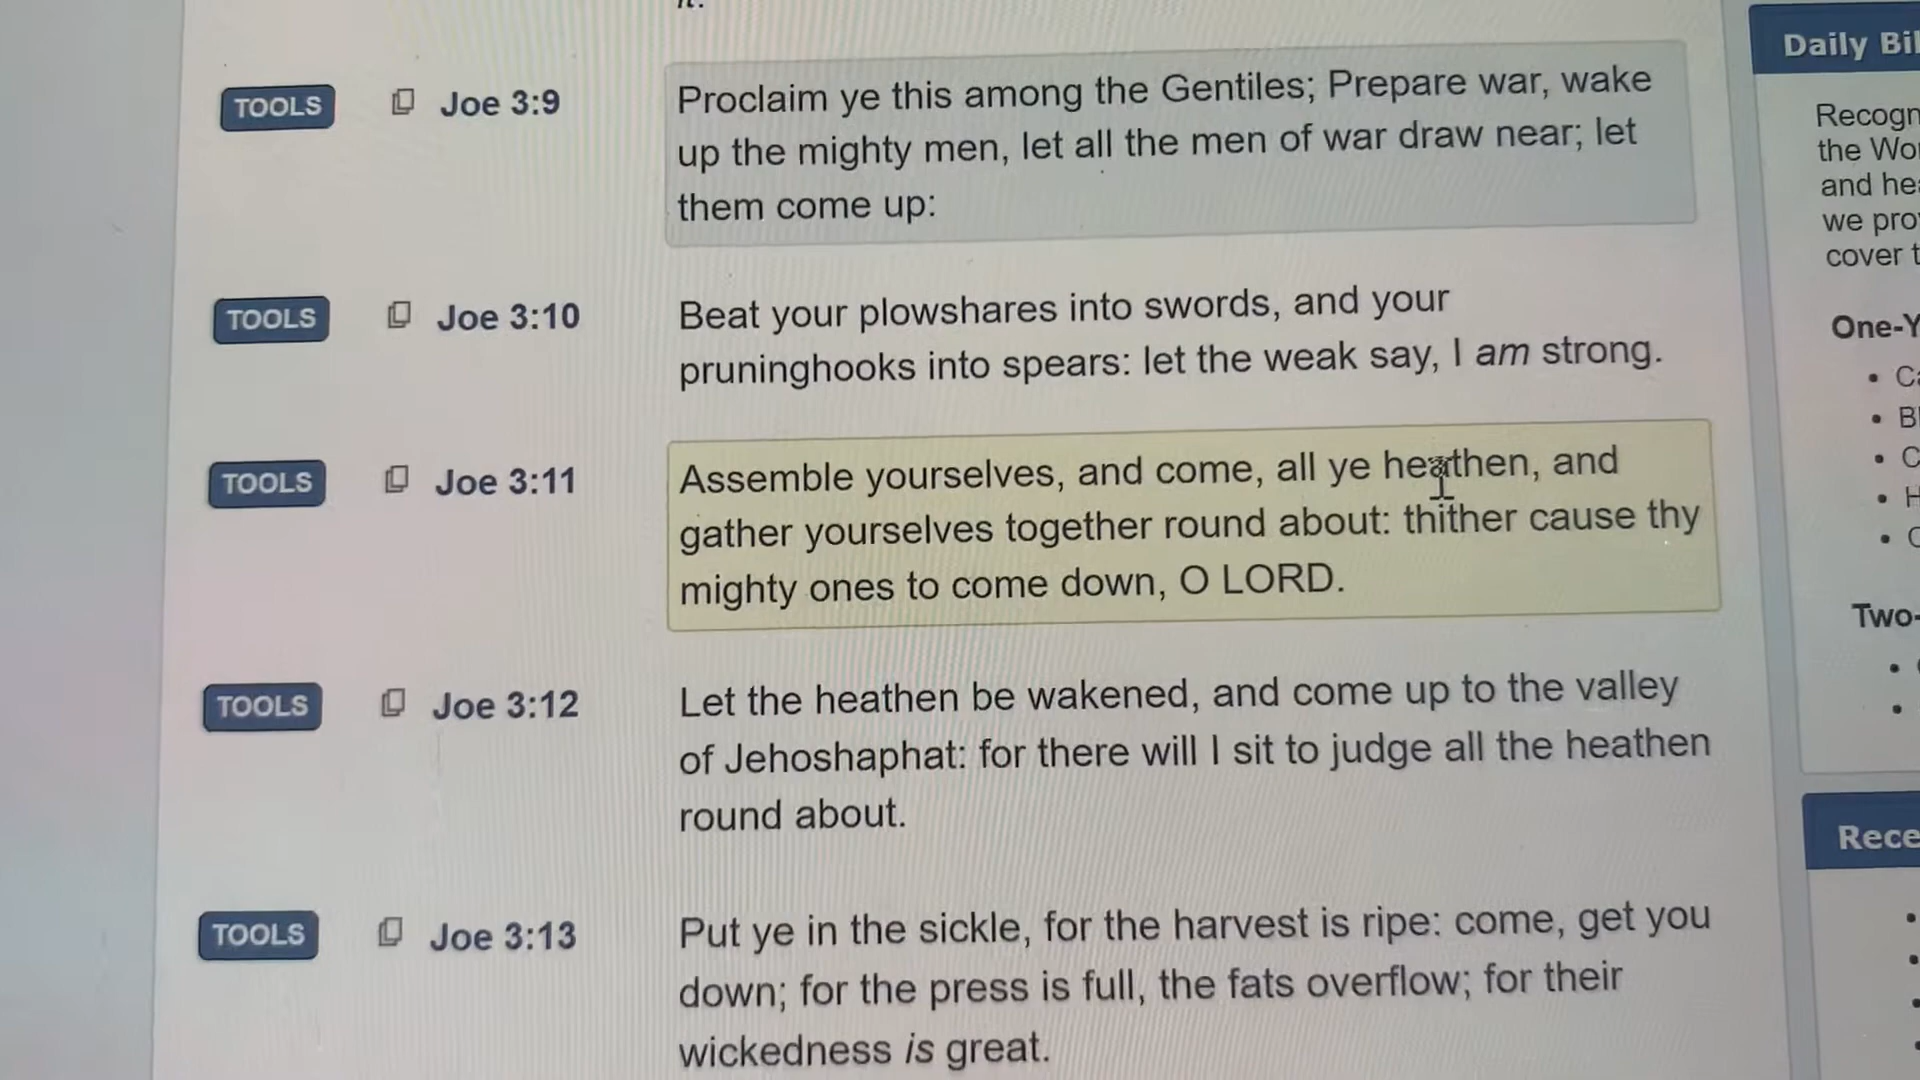 it.
TOOLS Joe 3:9 Proclaim ye this among the Gentiles; Prepare war, wake
up the mighty men, let all the men of war draw near; let
them come up:
TOOLS Joe 3:10 Beat your plowshares into swords, and your
pruninghooks into spears: let the weak say, I am strong.
TOOLS Joe 3:11 Assemble yourselves, and come, all ye heathen, and
gather yourselves together round about: thither cause thy
mighty ones to come down, O LORD.
TOOLS Joe 3:12 Let the heathen be wakened, and come up to the valley
of Jehoshaphat: for there will I sit to judge all the heathen
round about.
TOOLS Joe 3:13 Put ye in the sickle, for the harvest is ripe: come, get you
down; for the press is full, the fats overflow; for their
wickedness is great.
Daily Bi
Recogn
the Wo
and hea
we pro
cover t
One-Y
Two-
Rece